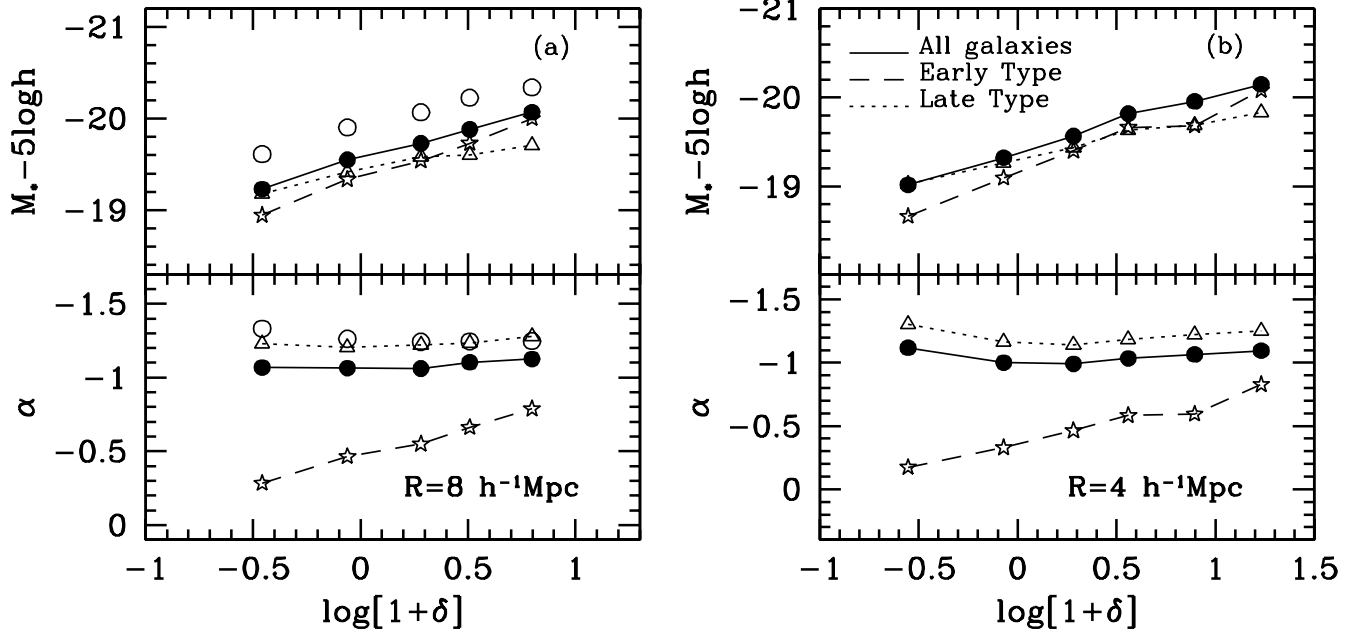 −21
−20
−19
M*−5logh
(a)
−1.5
−1
−0.5
0
α
R=8 h⁻¹Mpc
−1 −0.5 0 0.5 1
log[1+δ]
−21
−20
−19
M*−5logh
All galaxies
Early Type
Late Type
(b)
−1.5
−1
−0.5
0
α
R=4 h⁻¹Mpc
−1 −0.5 0 0.5 1 1.5
log[1+δ]